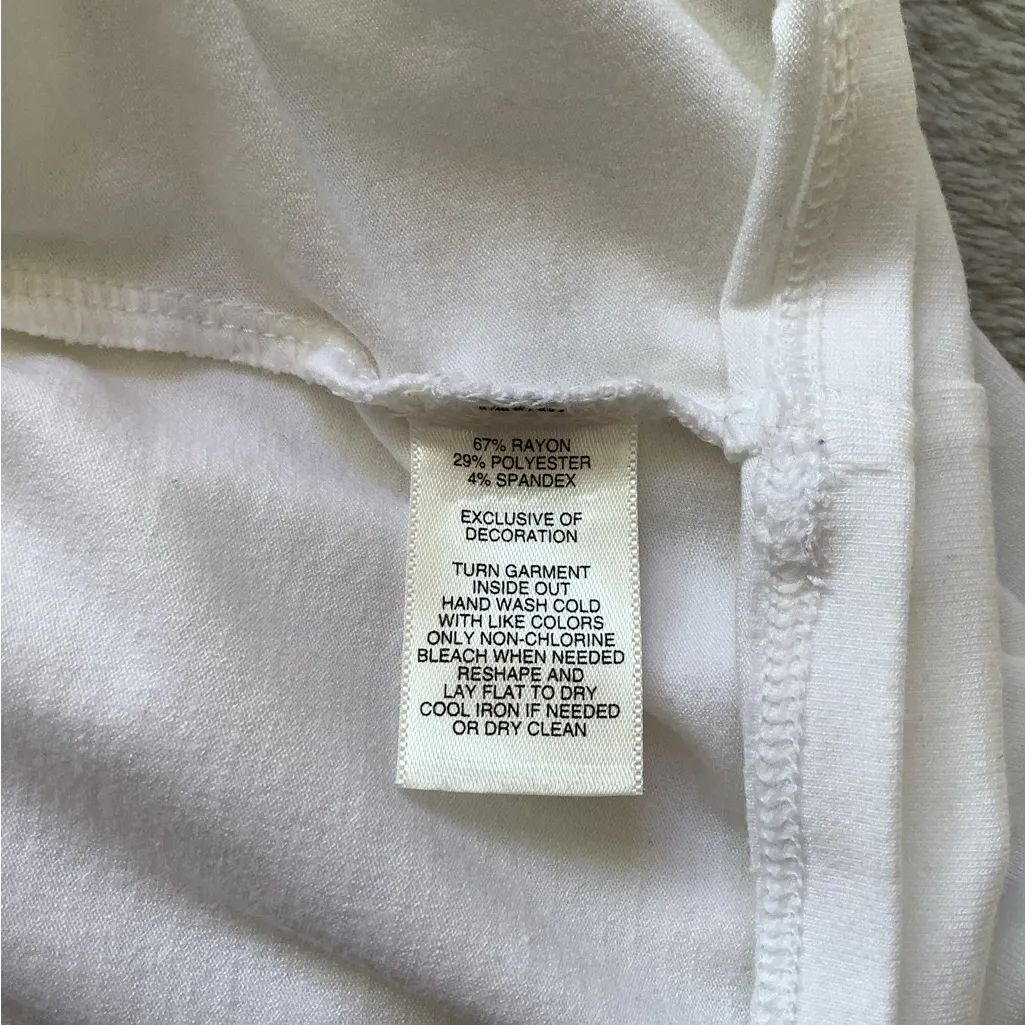 67% RAYON
29% POLYESTER
4% SPANDEX
EXCLUSIVE OF
DECORATION
TURN GARMENT
INSIDE OUT
HAND WASH COLD
WITH LIKE COLORS
ONLY NON-CHLORINE
BLEACH WHEN NEEDED
RESHAPE AND
LAY FLAT TO DRY
COOL IRON IF NEEDED
OR DRY CLEAN